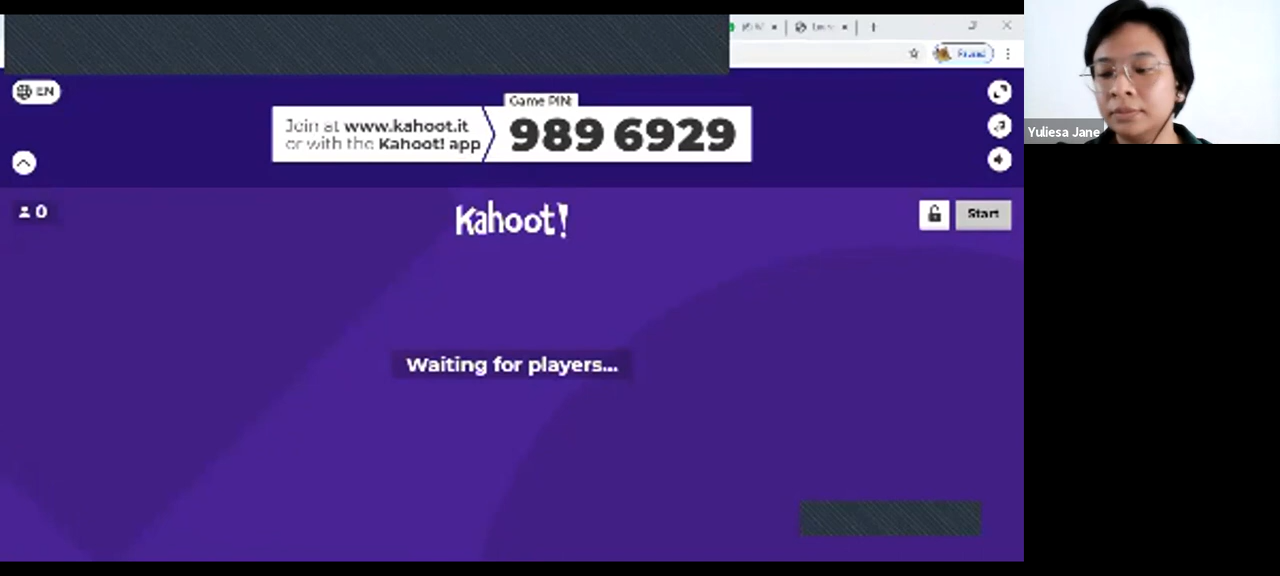 EN
Game PIN:
Join at www.kahoot.it
or with the Kahoot! app
989 6929
Yuliesa Jane
0
Kahoot!
Start
Waiting for players...